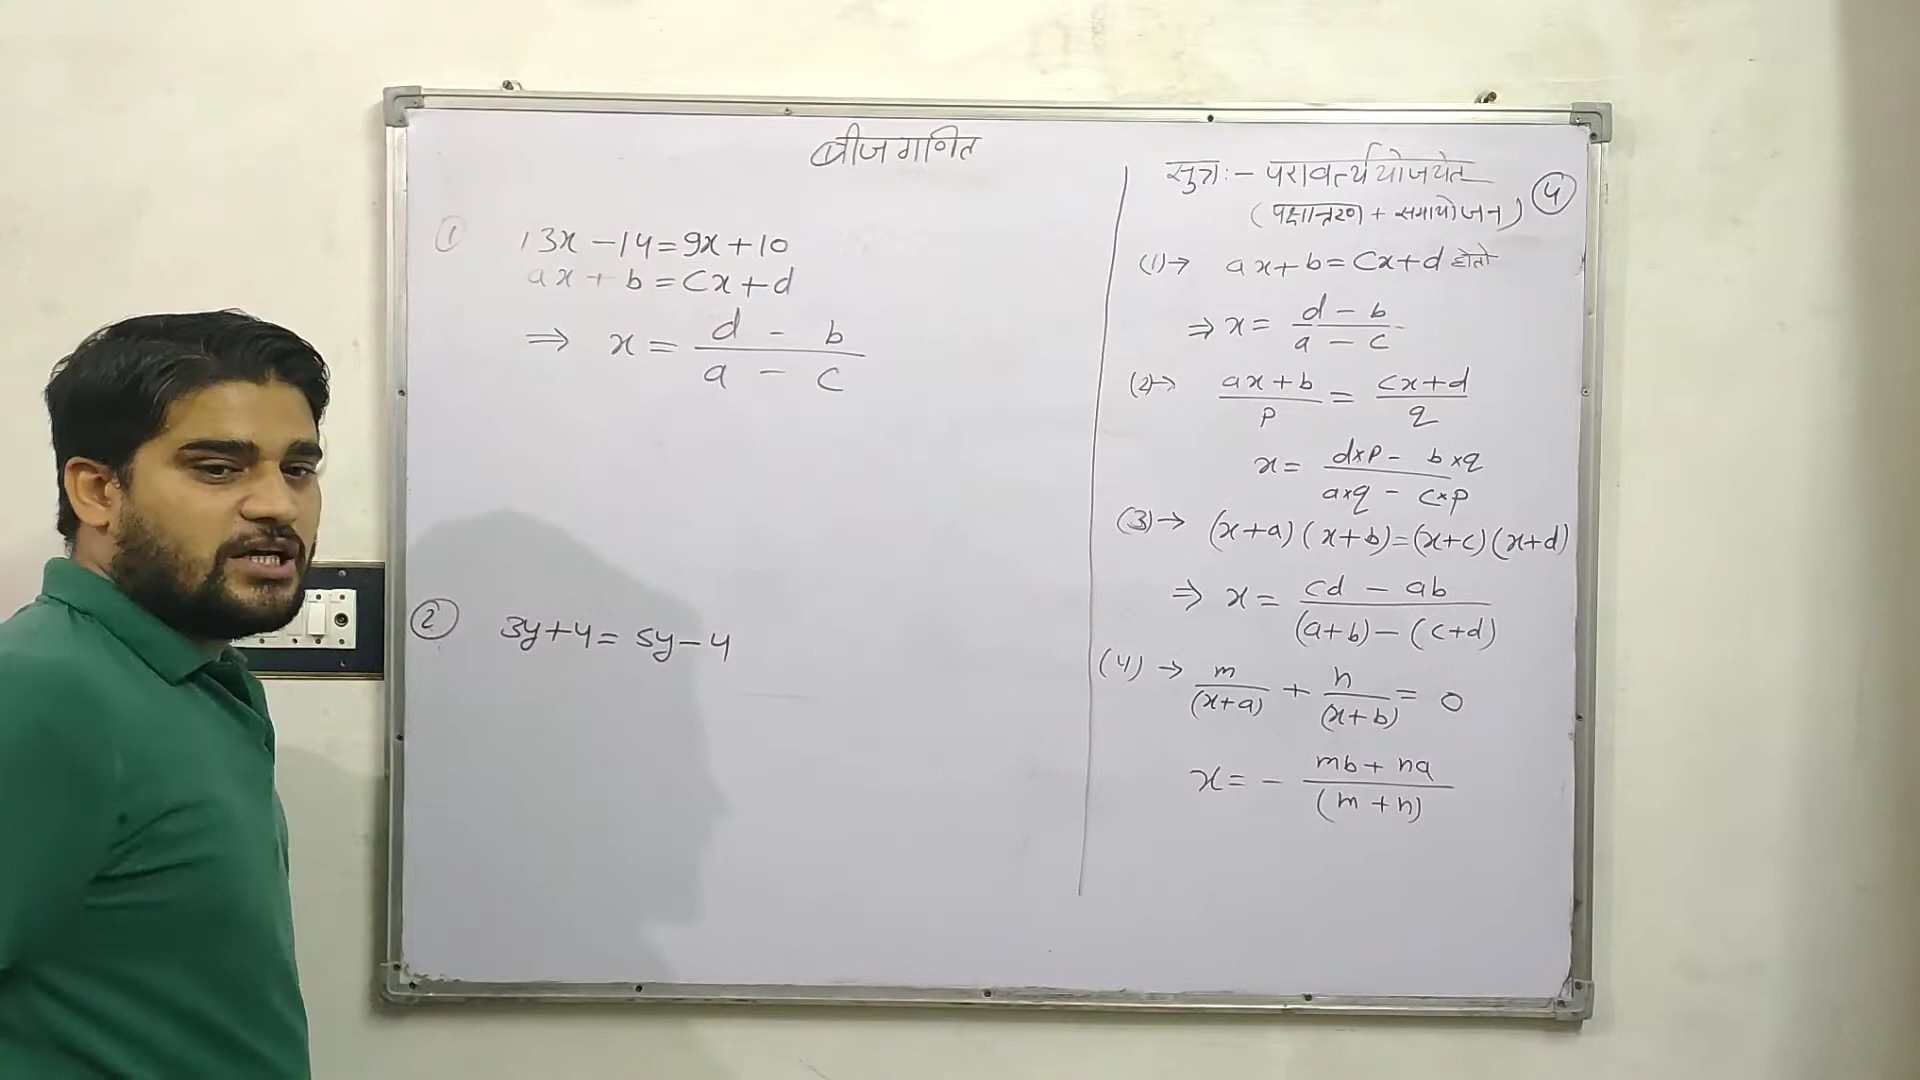 बीजगणित
① 13x - 14 = 9x + 10
ax + b = cx + d
⇒ x = (d - b)/(a - c)
② 3y + 4 = 5y - 4
सुत्र :- परावर्त्य योजयेत ④
(पक्षान्तरण + समायोजन)
(1) → ax + b = cx + d होतो
⇒ x = (d - b)/(a - c)
(2) → (ax + b)/p = (cx + d)/q
x = (d×p - b×q)/(a×q - c×p)
(3) → (x+a)(x+b) = (x+c)(x+d)
⇒ x = (cd - ab)/((a+b) - (c+d))
(4) → m/(x+a) + n/(x+b) = 0
x = - (mb + na)/(m + n)